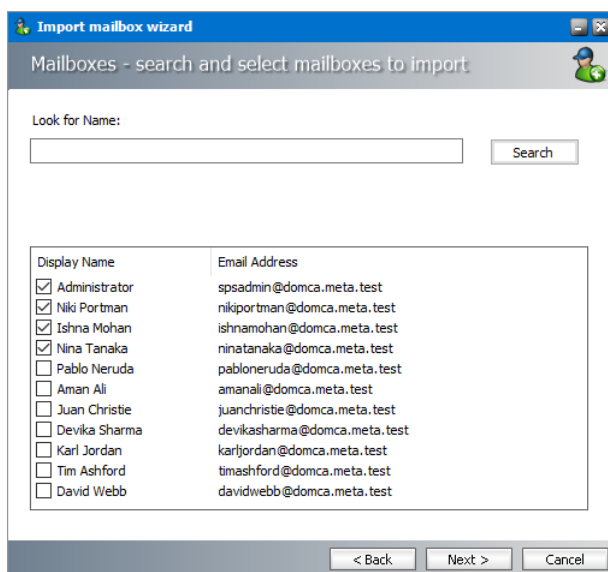 Import mailbox wizard
Mailboxes - search and select mailboxes to import
Look for Name:
Search
Display Name Email Address
Administrator spsadmin@domca.meta.test
Niki Portman nikiportman@domca.meta.test
Ishna Mohan ishnamohan@domca.meta.test
Nina Tanaka ninatanaka@domca.meta.test
Pablo Neruda pabloneruda@domca.meta.test
Aman Ali amanali@domca.meta.test
Juan Christie juanchristie@domca.meta.test
Devika Sharma devikasharma@domca.meta.test
Karl Jordan karljordan@domca.meta.test
Tim Ashford timashford@domca.meta.test
David Webb davidwebb@domca.meta.test
< Back Next > Cancel